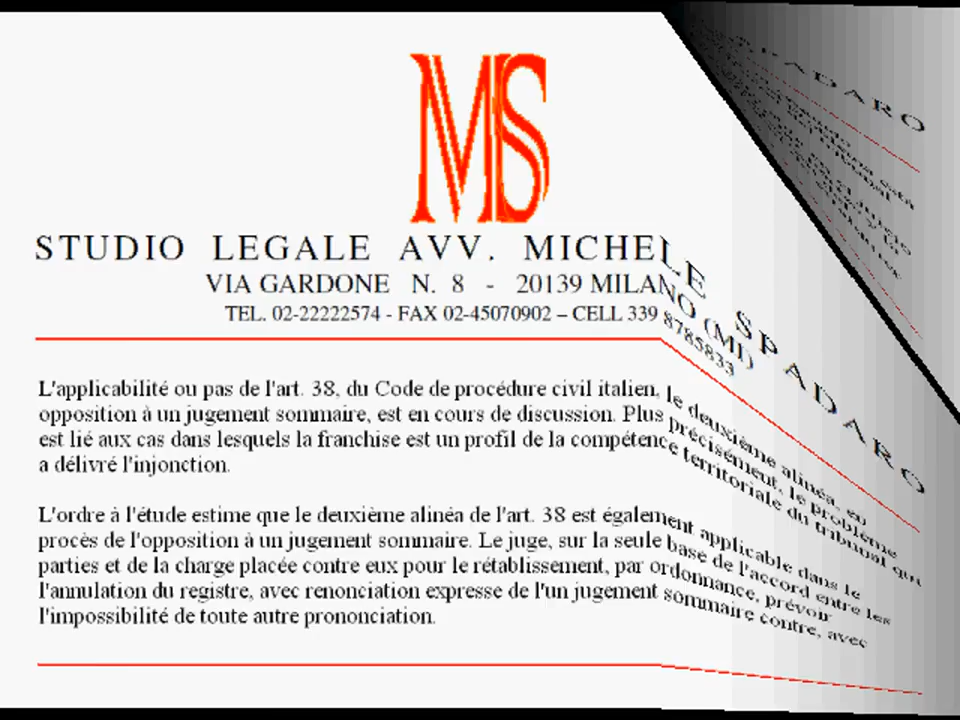 MS
STUDIO LEGALE AVV. MICHELE SPADARO
VIA GARDONE N. 8 - 20139 MILANO (MI)
TEL. 02-22222574 - FAX 02-45070902 – CELL 339 8785833
L'applicabilité ou pas de l'art. 38, du Code de procédure civil italien, le deuxième alinéa, en
opposition à un jugement sommaire, est en cours de discussion. Plus précisément, le problème
est lié aux cas dans lesquels la franchise est un profil de la compétence territoriale du tribunal qui
a délivré l'injonction.
L'ordre à l'étude estime que le deuxième alinéa de l'art. 38 est également applicable dans le
procès de l'opposition à un jugement sommaire. Le juge, sur la seule base de l'accord entre les
parties et de la charge placée contre eux pour le rétablissement, par ordonnance, prévoir
l'annulation du registre, avec renonciation expresse de l'un jugement sommaire contre, avec
l'impossibilité de toute autre prononciation.
SPADARO